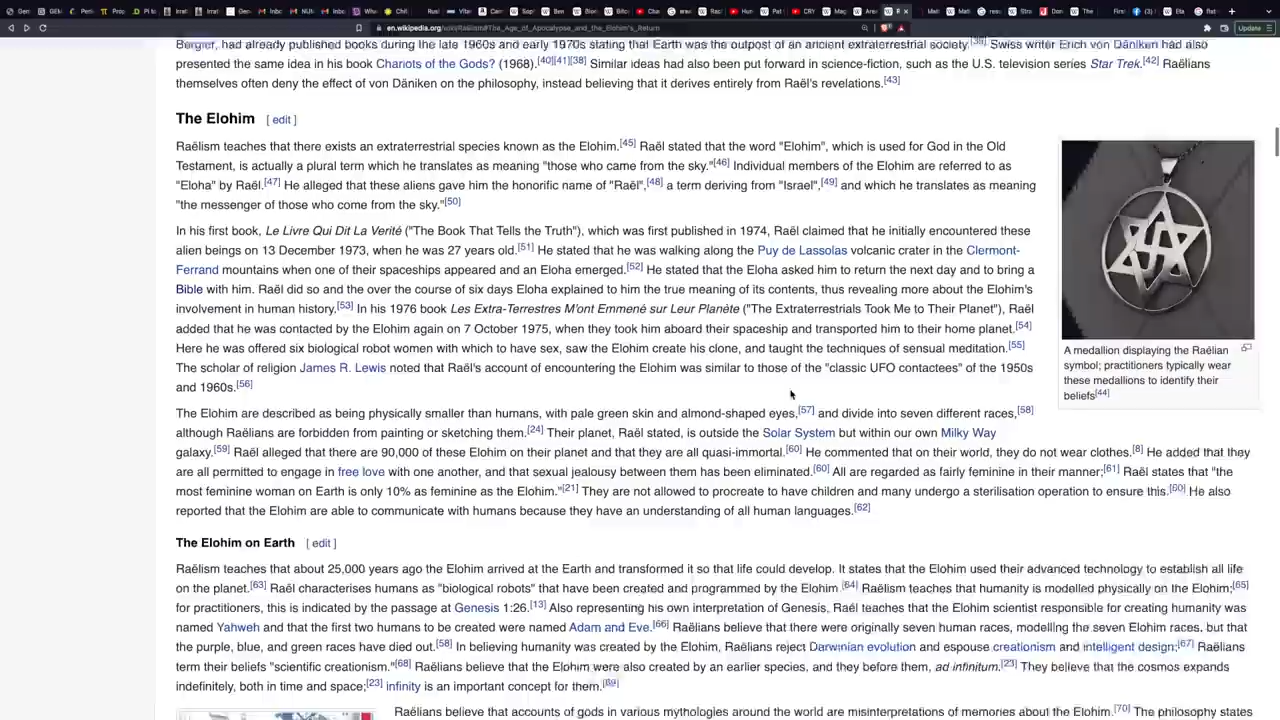 en.wikipedia.org/wiki/Raëlism#The_Age_of_Apocalypse_and_the_Elohim's_Return
Update
Berger, had already published books during the late 1960s and early 1970s stating that Earth was the outpost of an ancient extraterrestrial society.[39] Swiss writer Erich von Däniken had also
presented the same idea in his book Chariots of the Gods? (1968).[40][41][38] Similar ideas had also been put forward in science-fiction, such as the U.S. television series Star Trek.[42] Raëlians
themselves often deny the effect of von Däniken on the philosophy, instead believing that it derives entirely from Raël's revelations.[43]
The Elohim [ edit ]
Raëlism teaches that there exists an extraterrestrial species known as the Elohim.[45] Raël stated that the word "Elohim", which is used for God in the Old
Testament, is actually a plural term which he translates as meaning "those who came from the sky."[46] Individual members of the Elohim are referred to as
"Eloha" by Raël.[47] He alleged that these aliens gave him the honorific name of "Raël",[48] a term deriving from "Israel",[49] and which he translates as meaning
"the messenger of those who come from the sky."[50]
In his first book, Le Livre Qui Dit La Verité ("The Book That Tells the Truth"), which was first published in 1974, Raël claimed that he initially encountered these
alien beings on 13 December 1973, when he was 27 years old.[51] He stated that he was walking along the Puy de Lassolas volcanic crater in the Clermont-
Ferrand mountains when one of their spaceships appeared and an Eloha emerged.[52] He stated that the Eloha asked him to return the next day and to bring a
Bible with him. Raël did so and the over the course of six days Eloha explained to him the true meaning of its contents, thus revealing more about the Elohim's
involvement in human history.[53] In his 1976 book Les Extra-Terrestres M'ont Emmené sur Leur Planète ("The Extraterrestrials Took Me to Their Planet"), Raël
added that he was contacted by the Elohim again on 7 October 1975, when they took him aboard their spaceship and transported him to their home planet.[54]
Here he was offered six biological robot women with which to have sex, saw the Elohim create his clone, and taught the techniques of sensual meditation.[55]
The scholar of religion James R. Lewis noted that Raël's account of encountering the Elohim was similar to those of the "classic UFO contactees" of the 1950s
and 1960s.[56]
A medallion displaying the Raëlian
symbol; practitioners typically wear
these medallions to identify their
beliefs[44]
The Elohim are described as being physically smaller than humans, with pale green skin and almond-shaped eyes,[57] and divide into seven different races,[58]
although Raëlians are forbidden from painting or sketching them.[24] Their planet, Raël stated, is outside the Solar System but within our own Milky Way
galaxy.[59] Raël alleged that there are 90,000 of these Elohim on their planet and that they are all quasi-immortal.[60] He commented that on their world, they do not wear clothes.[8] He added that they
are all permitted to engage in free love with one another, and that sexual jealousy between them has been eliminated.[60] All are regarded as fairly feminine in their manner;[61] Raël states that "the
most feminine woman on Earth is only 10% as feminine as the Elohim."[21] They are not allowed to procreate to have children and many undergo a sterilisation operation to ensure this.[60] He also
reported that the Elohim are able to communicate with humans because they have an understanding of all human languages.[62]
The Elohim on Earth [ edit ]
Raëlism teaches that about 25,000 years ago the Elohim arrived at the Earth and transformed it so that life could develop. It states that the Elohim used their advanced technology to establish all life
on the planet.[63] Raël characterises humans as "biological robots" that have been created and programmed by the Elohim.[64] Raëlism teaches that humanity is modelled physically on the Elohim;[65]
for practitioners, this is indicated by the passage at Genesis 1:26.[13] Also representing his own interpretation of Genesis, Raël teaches that the Elohim scientist responsible for creating humanity was
named Yahweh and that the first two humans to be created were named Adam and Eve.[66] Raëlians believe that there were originally seven human races, modelling the seven Elohim races, but that
the purple, blue, and green races have died out.[58] In believing humanity was created by the Elohim, Raëlians reject Darwinian evolution and espouse creationism and intelligent design;[67] Raëlians
term their beliefs "scientific creationism."[68] Raëlians believe that the Elohim were also created by an earlier species, and they before them, ad infinitum.[23] They believe that the cosmos expands
indefinitely, both in time and space;[23] infinity is an important concept for them.[69]
Raëlians believe that accounts of gods in various mythologies around the world are misinterpretations of memories about the Elohim.[70] The philosophy states